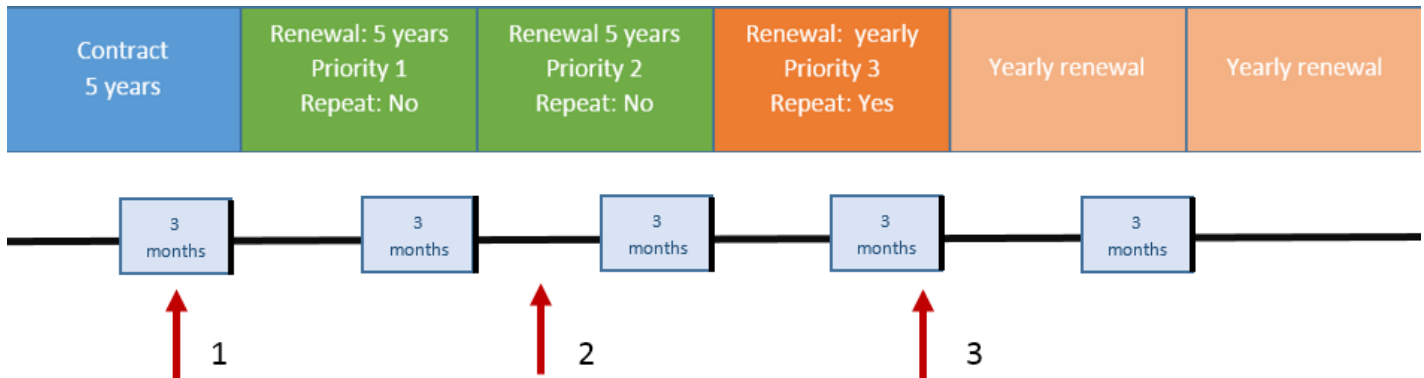 Contract
5 years
Renewal: 5 years
Priority 1
Repeat: No
Renewal 5 years
Priority 2
Repeat: No
Renewal:  yearly
Priority 3
Repeat: Yes
Yearly renewal
Yearly renewal
3
months
3
months
3
months
3
months
3
months
1
2
3